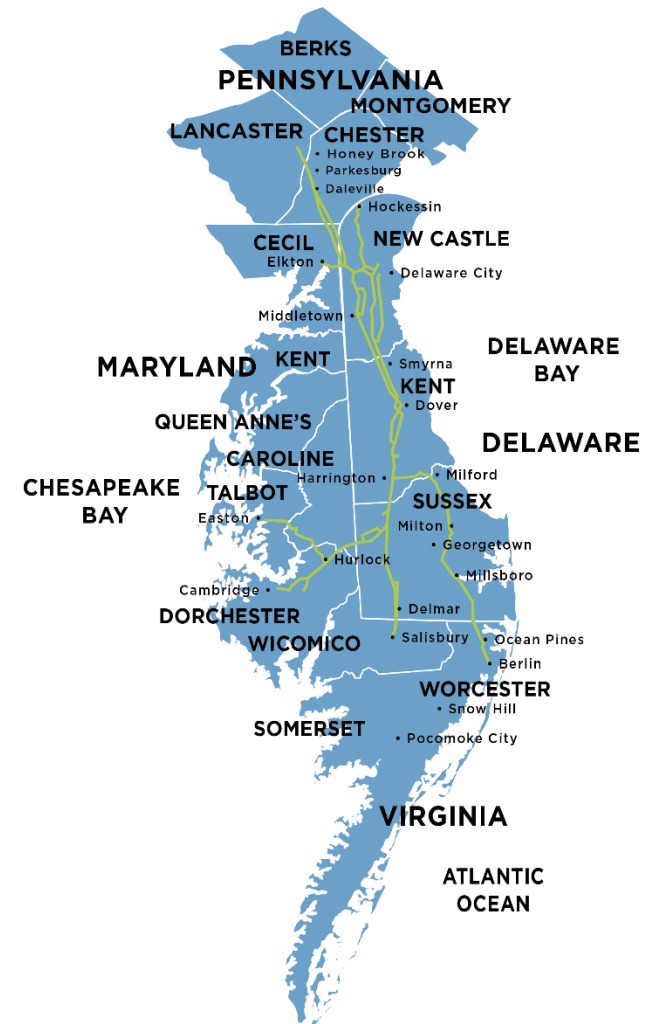 BERKS
PENNSYLVANIA
MONTGOMERY
LANCASTER
CHESTER
Honey Brook
Parkesburg
Daleville
Hockessin
NEW CASTLE
CECIL
Elkton
Delaware City
Middletown
DELAWARE
BAY
MARYLAND
KENT
Smyrna
KENT
Dover
QUEEN ANNE'S
DELAWARE
CAROLINE
Harrington
Milford
CHESAPEAKE
BAY
TALBOT
SUSSEX
Easton
Milton
Georgetown
Hurlock
Millsboro
Cambridge
DORCHESTER
Delmar
WICOMICO
Salisbury
Ocean Pines
Berlin
WORCESTER
Snow Hill
SOMERSET
Pocomoke City
VIRGINIA
ATLANTIC
OCEAN